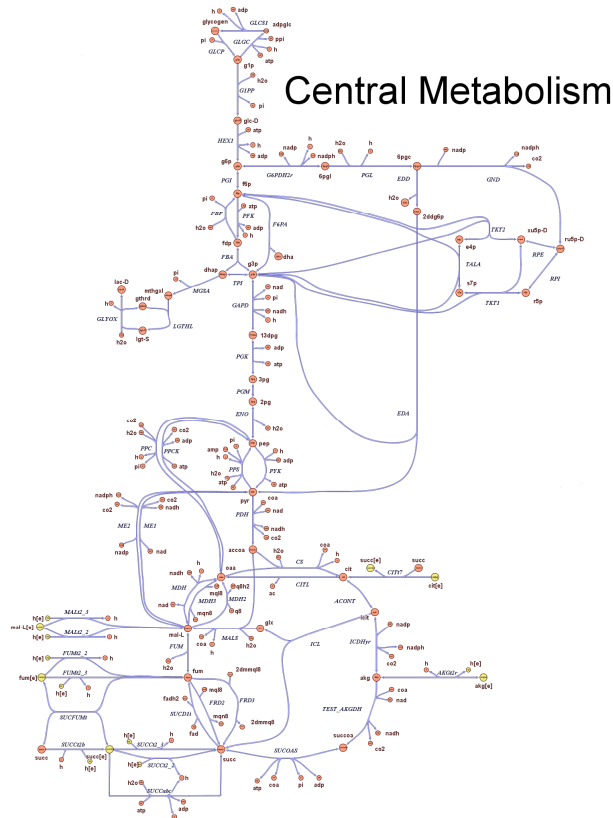 h adp
glycogen GLCS1 adpglc
pi GLGC ppi
GLCP h
g1p atp
Central Metabolism
h2o
G1PP
pi
glc-D
atp
HEX1 h
adp
nadp h h2o h 6pgc nadp nadph
g6p nadph co2
G6PDH2r 6pgl PGL EDD GND
PGI
f6p
pi atp h2o
FBP PFK F6PA 2ddg6p
h2o adp TKT2 xu5p-D
h e4p ru5p-D
fdp dha TALA RPE
FBA
g3p
dhap TPI RPI
pi
lac-D mthgxl MGSA s7p r5p
gthrd nad TKT1
h GAPD pi
GLYOX LGTHL nadh
h
h2o lgt-S 13dpg
adp
PGK
atp
3pg
PGM
2pg
ENO EDA
co2 h2o
h2o co2 pep
PPC adp pi h
h PPCK amp adp
pi atp h PPS PYK
h2o
atp atp
nadph co2 pyr coa
co2 nadh
ME2 ME1 PDH nad
nadh
nadp nad co2
accoa h2o coa h
CS succ[e] succ
oaa cit CITt7
nadh h mql8 q8h2 CITL cit[e]
MDH MDH3 MDH2 ac ACONT
nad mqn8 q8 icit
MALt2_3
h[e] h
mal-L[e] mal-L glx nadp
MALt2_2 coa MALS
h[e] h FUM h h2o ICL ICDHyr nadph
FUMt2_2 h2o co2
h[e] h
fum 2dmmql8 akg h AKGt2r h[e]
fum[e] FUMt2_3 akg[e]
h[e] h fadh2 mql8 coa
FRD2 FRD3 nad
SUCFUMt SUCD1i mqn8 TEST_AKGDH
fad 2dmmq8 nadh
h[e] succoa co2
SUCCt2b SUCCt2_3
succ h succ[e] h succ SUCOAS
h[e] h[e] SUCCt2_2
h2o h atp coa pi adp
SUCCabc
atp adp
pi h